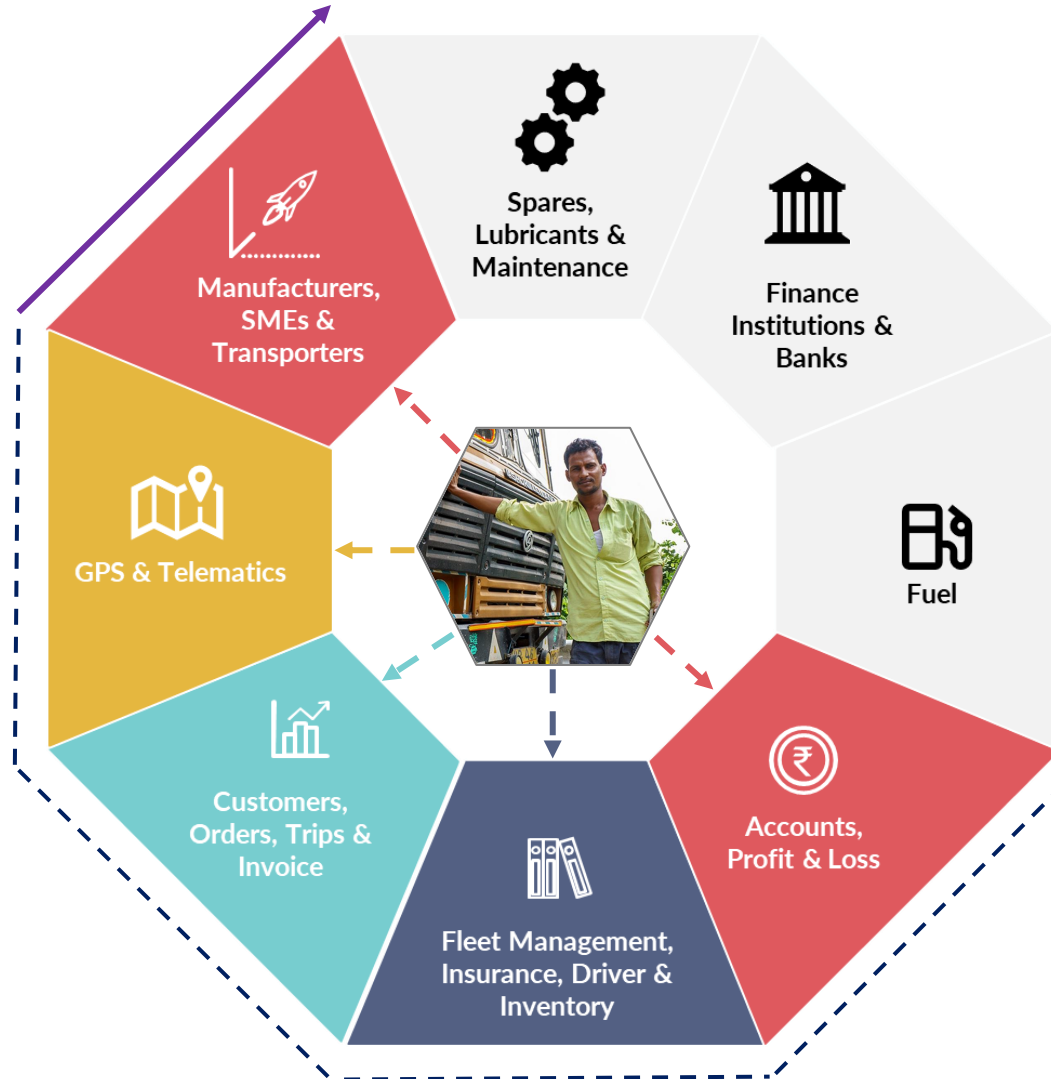 Spares,
Lubricants &
Maintenance
Finance
Institutions &
Banks
Fuel
Accounts,
Profit & Loss
Fleet Management,
Insurance, Driver &
Inventory
Customers,
Orders, Trips &
Invoice
GPS & Telematics
Manufacturers,
SMEs &
Transporters
₹